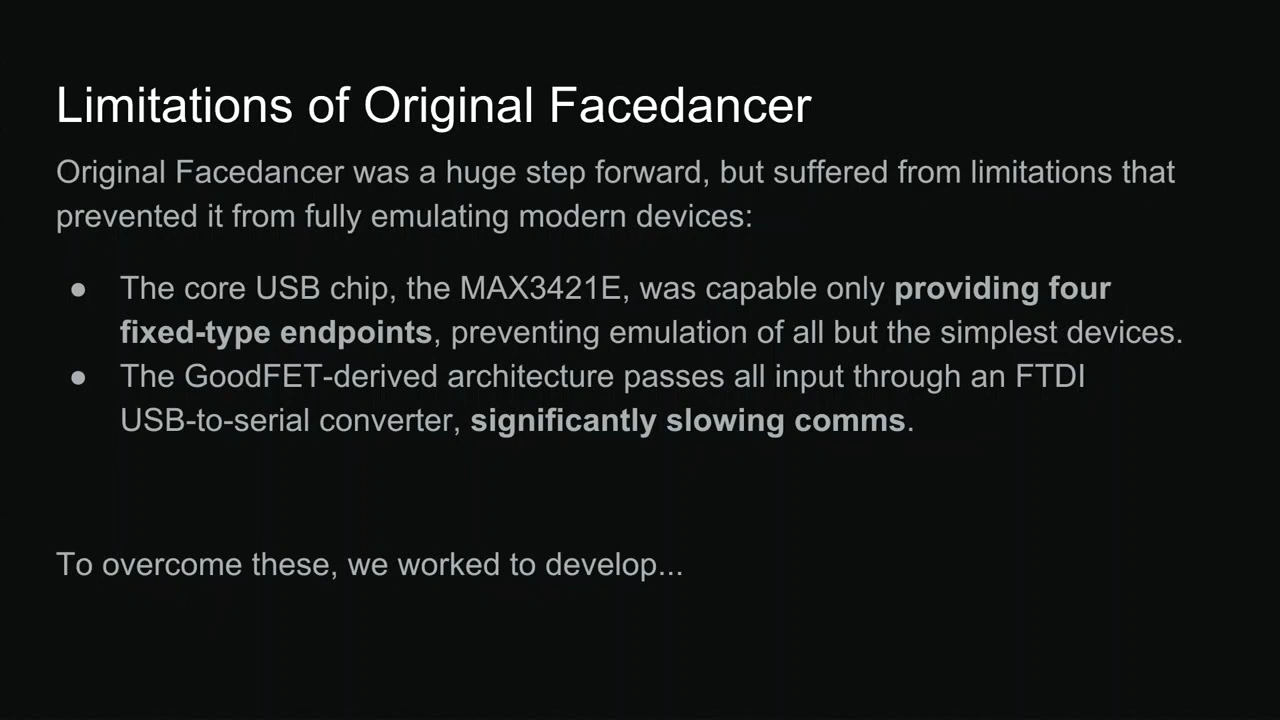 Limitations of Original Facedancer
Original Facedancer was a huge step forward, but suffered from limitations that
prevented it from fully emulating modern devices:
● The core USB chip, the MAX3421E, was capable only providing four
fixed-type endpoints, preventing emulation of all but the simplest devices.
● The GoodFET-derived architecture passes all input through an FTDI
USB-to-serial converter, significantly slowing comms.
To overcome these, we worked to develop...